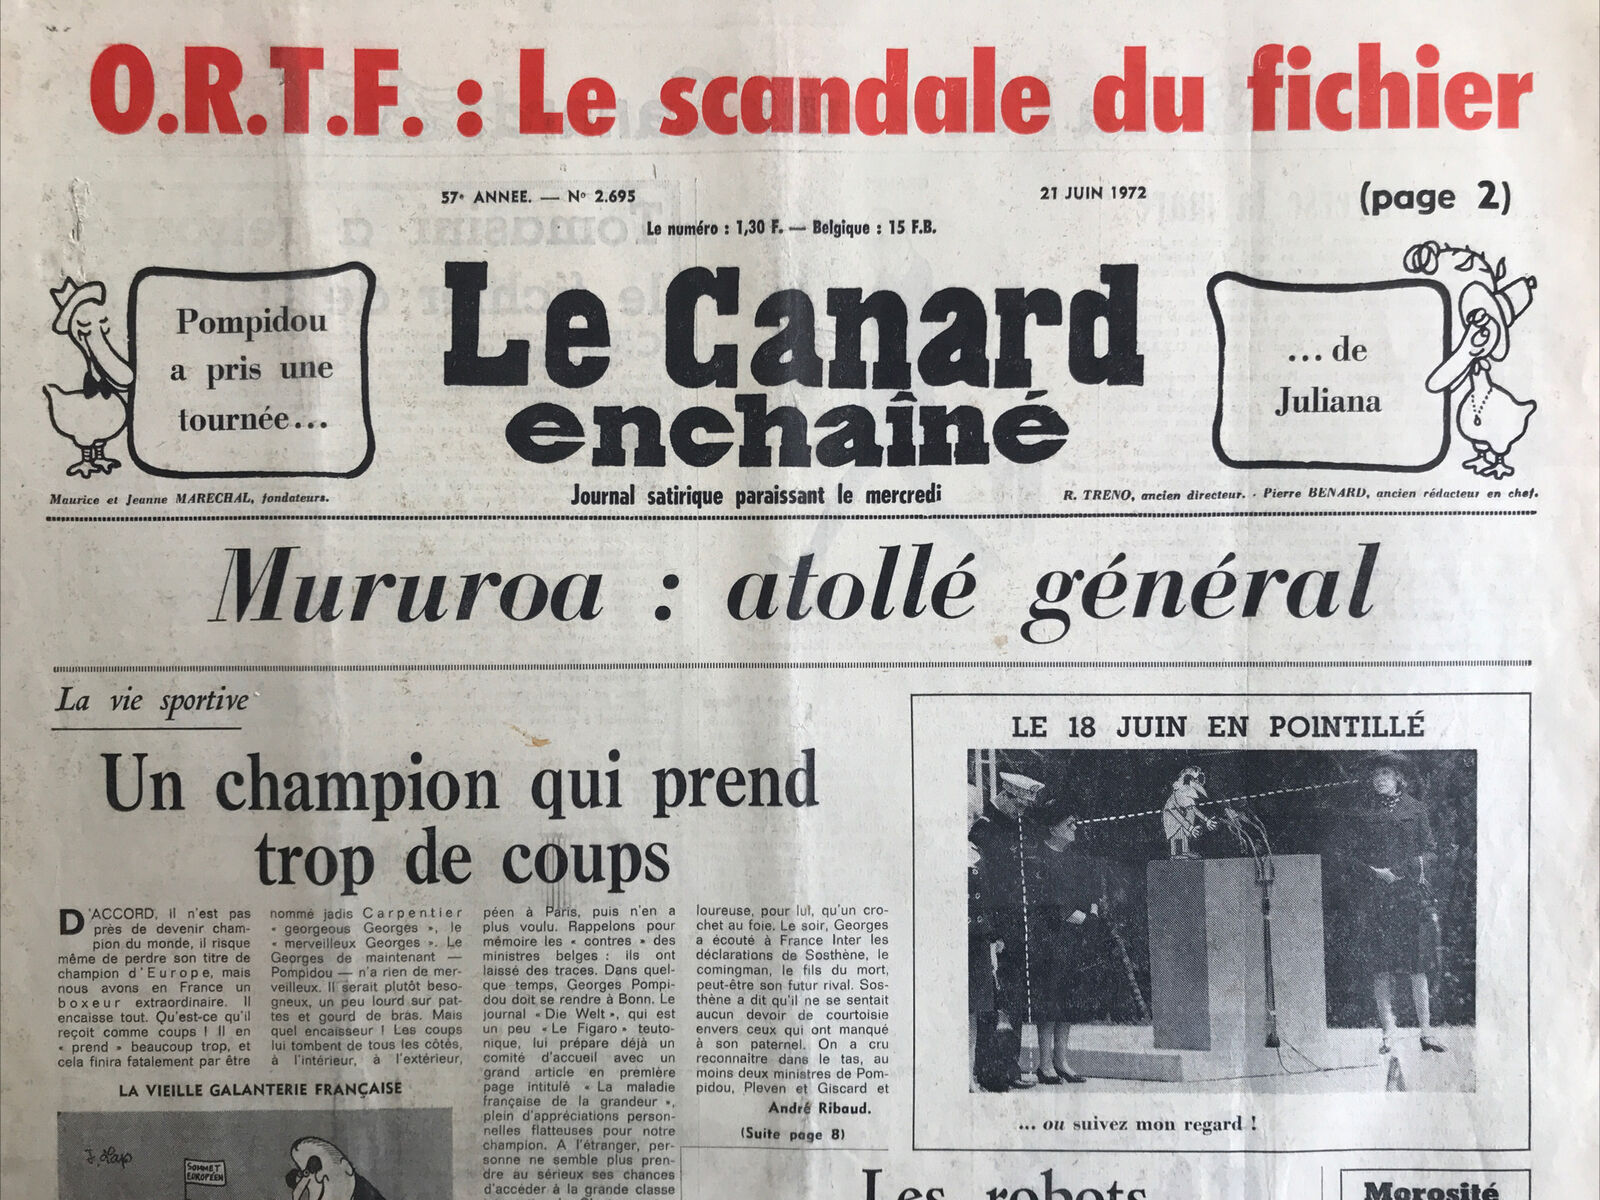 O.R.T.F. : Le scandale du fichier
57e ANNEE. — No 2.695
21 JUIN 1972
(page 2)
Le numéro : 1,30 F. — Belgique : 15 F.B.
Pompidou
a pris une
tournée...
Le Canard
enchaîné
... de
Juliana
Maurice et Jeanne MARECHAL, fondateurs.
Journal satirique paraissant le mercredi
R. TRENO, ancien directeur. - Pierre BENARD, ancien rédacteur en chef.
Mururoa : atollé général
La vie sportive
Un champion qui prend
trop de coups
D'ACCORD, il n'est pas
près de devenir cham-
pion du monde, il risque
même de perdre son titre de
champion d'Europe, mais
nous avons en France un
boxeur extraordinaire. Il
encaisse tout. Qu'est-ce qu'il
reçoit comme coups ! Il en
« prend » beaucoup trop, et
cela finira fatalement par être
nommé jadis Carpentier
« georgeous Georges », le
« merveilleux Georges ». Le
Georges de maintenant —
Pompidou — n'a rien de mer-
veilleux. Il serait plutôt beso-
gneux, un peu lourd sur pat-
tes et gourd de bras. Mais
quel encaisseur ! Les coups
lui tombent de tous les côtés,
à l'intérieur, à l'extérieur,
péen à Paris, puis n'en a
plus voulu. Rappelons pour
mémoire les « contres » des
ministres belges : ils ont
laissé des traces. Dans quel-
que temps, Georges Pompi-
dou doit se rendre à Bonn. Le
journal « Die Welt », qui est
un peu « Le Figaro » teuto-
nique, lui prépare déjà un
comité d'accueil avec un
grand article en première
page intitulé « La maladie
française de la grandeur »,
plein d'appréciations person-
nelles flatteuses pour notre
champion. A l'étranger, per-
sonne ne semble plus pren-
dre au sérieux ses chances
d'accéder à la grande classe
loureuse, pour lui, qu'un cro-
chet au foie. Le soir, Georges
a écouté à France Inter les
déclarations de Sosthène, le
comingman, le fils du mort,
peut-être son futur rival. Sos-
thène a dit qu'il ne se sentait
aucun devoir de courtoisie
envers ceux qui ont manqué
à son paternel. On a cru
reconnaître dans le tas, au
moins deux ministres de Pom-
pidou, Pleven et Giscard et
André Ribaud.
(Suite page 8)
LA VIEILLE GALANTERIE FRANÇAISE
SOMMET
EUROPÉEN
LE 18 JUIN EN POINTILLÉ
... ou suivez mon regard !
Les robots
Morosité